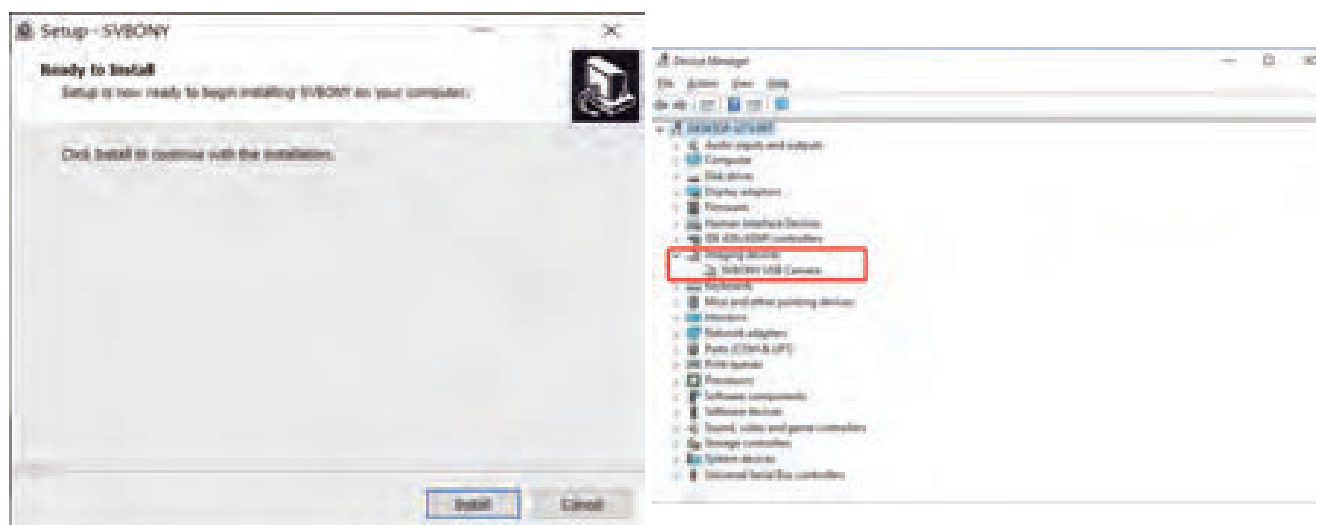 Setup - SVBONY
Ready to Install
Setup is now ready to begin installing SVBONY on your computer.
Click Install to continue with the installation.
Install
Cancel
Device Manager
File Action View Help
Audio inputs and outputs
Computer
Disk drives
Display adapters
Firmware
Human Interface Devices
IDE ATA/ATAPI controllers
Imaging devices
SVBONY USB Camera
Keyboards
Mice and other pointing devices
Monitors
Network adapters
Ports (COM & LPT)
Print queues
Processors
Software components
Software devices
Sound, video and game controllers
Storage controllers
System devices
Universal Serial Bus controllers